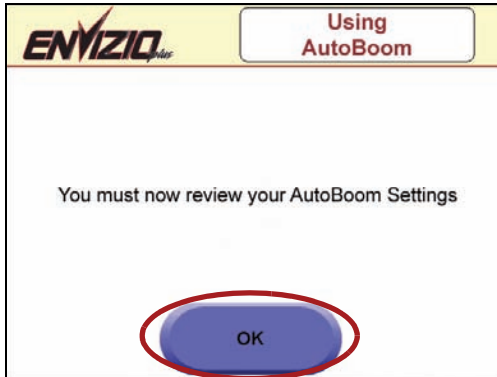 ENVIZIO plus
Using
AutoBoom
You must now review your AutoBoom Settings
OK